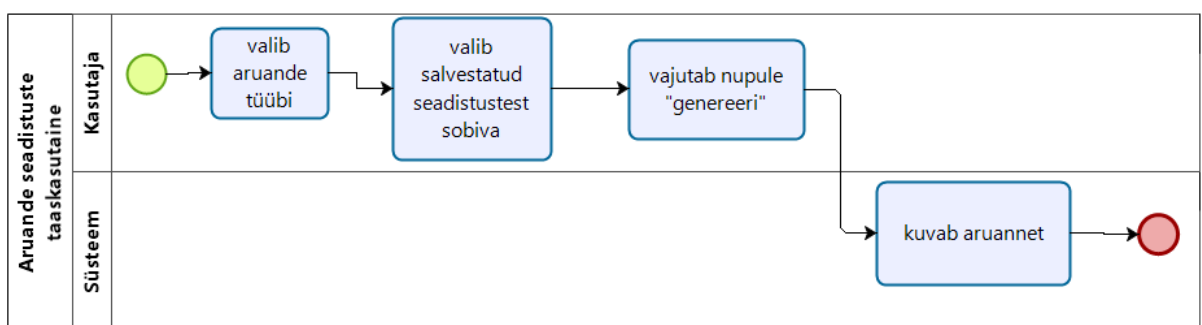 Aruande seadistuste
taaskasutaine
Kasutaja
valib
aruande
tüübi
valib
salvestatud
seadistustest
sobiva
vajutab nupule
"genereeri"
Süsteem
kuvab aruannet